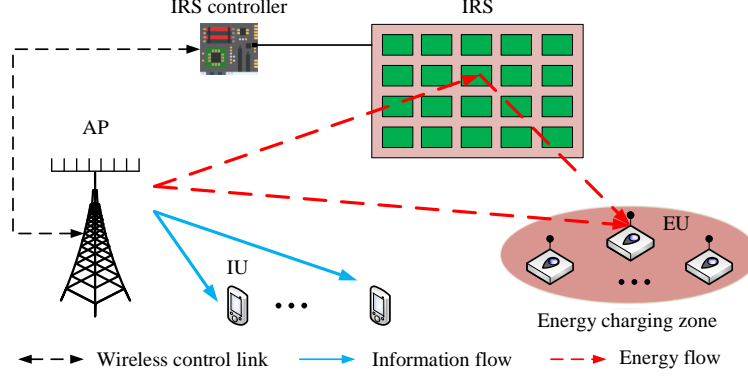 IRS controller
IRS
AP
EU
IU
Energy charging zone
Wireless control link
Information flow
Energy flow